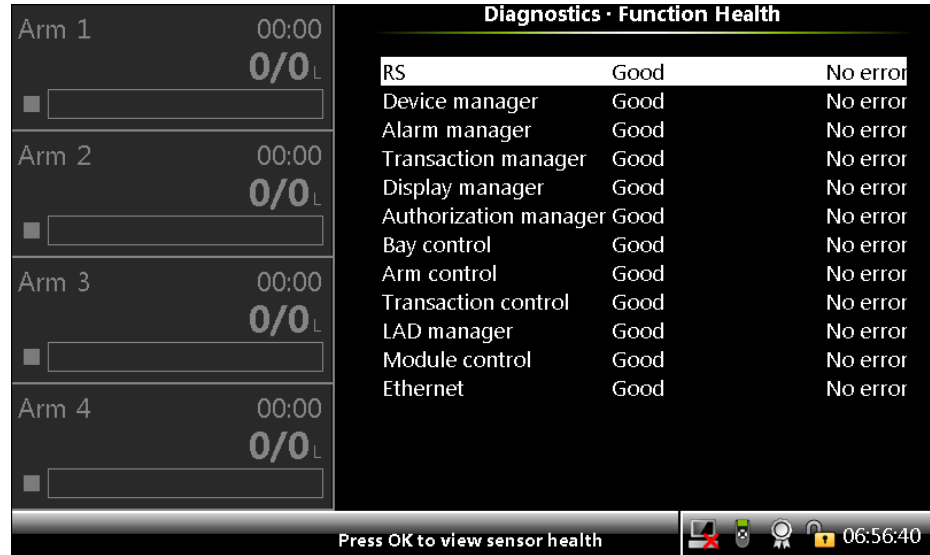 Arm 1 00:00
0/0 L
Arm 2 00:00
0/0 L
Arm 3 00:00
0/0 L
Arm 4 00:00
0/0 L
Diagnostics · Function Health
RS Good No error
Device manager Good No error
Alarm manager Good No error
Transaction manager Good No error
Display manager Good No error
Authorization manager Good No error
Bay control Good No error
Arm control Good No error
Transaction control Good No error
LAD manager Good No error
Module control Good No error
Ethernet Good No error
Press OK to view sensor health
06:56:40